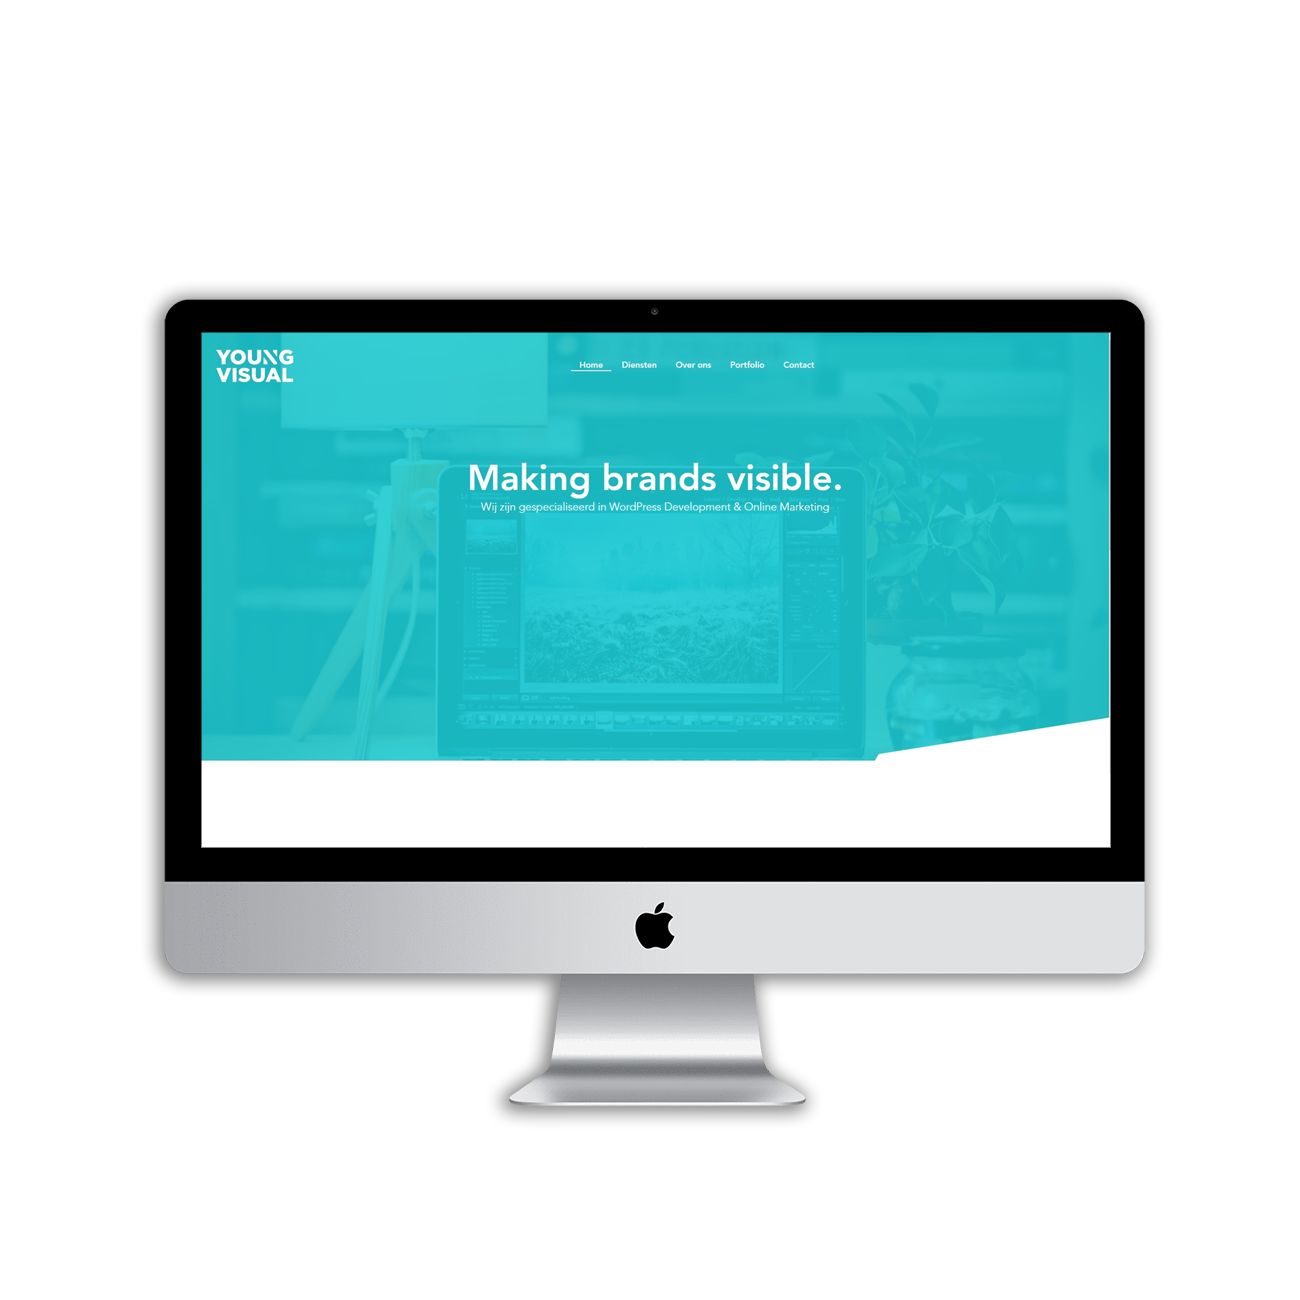 YOUNG
VISUAL
Home Diensten Over ons Portfolio Contact
Making brands visible.
Wij zijn gespecialiseerd in WordPress Development & Online Marketing